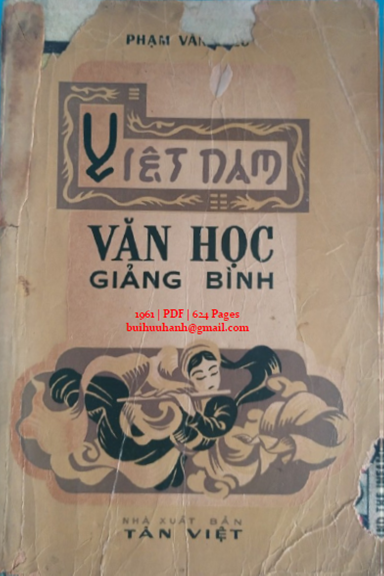 PHẠM VĂN
VIỆT NAM
VĂN HỌC
GIẢNG BÌNH
1961 | PDF | 624 Pages
buihuuhanh@gmail.com
NHÀ XUẤT BẢN
TÂN VIỆT